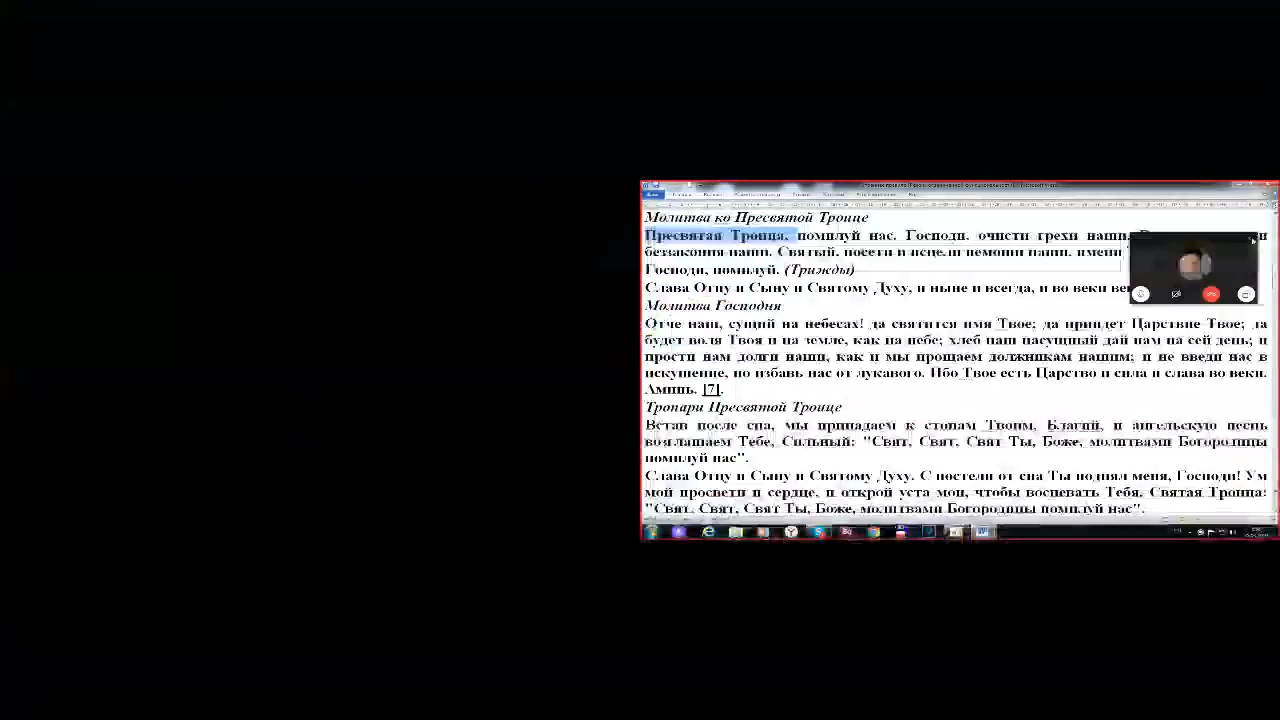 Молитва ко Пресвятой Троице
Пресвятая Троица, помилуй нас. Господи, очисти грехи наши.
беззакония наши. Святый, посети и исцели немощи наши, имени
Господи, помилуй. (Трижды)
Слава Отцу и Сыну и Святому Духу, и ныне и всегда, и во веки
Молитва Господня
Отче наш, сущий на небесах! да святится имя Твое; да приидет Царствие Твое; да
будет воля Твоя и на земле, как на небе; хлеб наш насущный дай нам на сей день; и
прости нам долги наши, как и мы прощаем должникам нашим; и не введи нас в
искушение, но избавь нас от лукавого. Ибо Твое есть Царство и сила и слава во веки.
Аминь. [7].
Тропари Пресвятой Троице
Встав после сна, мы припадаем к стопам Твоим, Благий, и ангельскую песнь
возглашаем Тебе, Сильный: "Свят, Свят, Свят Ты, Боже, молитвами Богородицы
помилуй нас".
Слава Отцу и Сыну и Святому Духу. С постели от сна Ты поднял меня, Господи! Ум
мой просвети и сердце, и открой уста мои, чтобы воспевать Тебя, Святая Троица:
"Свят, Свят, Свят Ты, Боже, молитвами Богородицы помилуй нас".